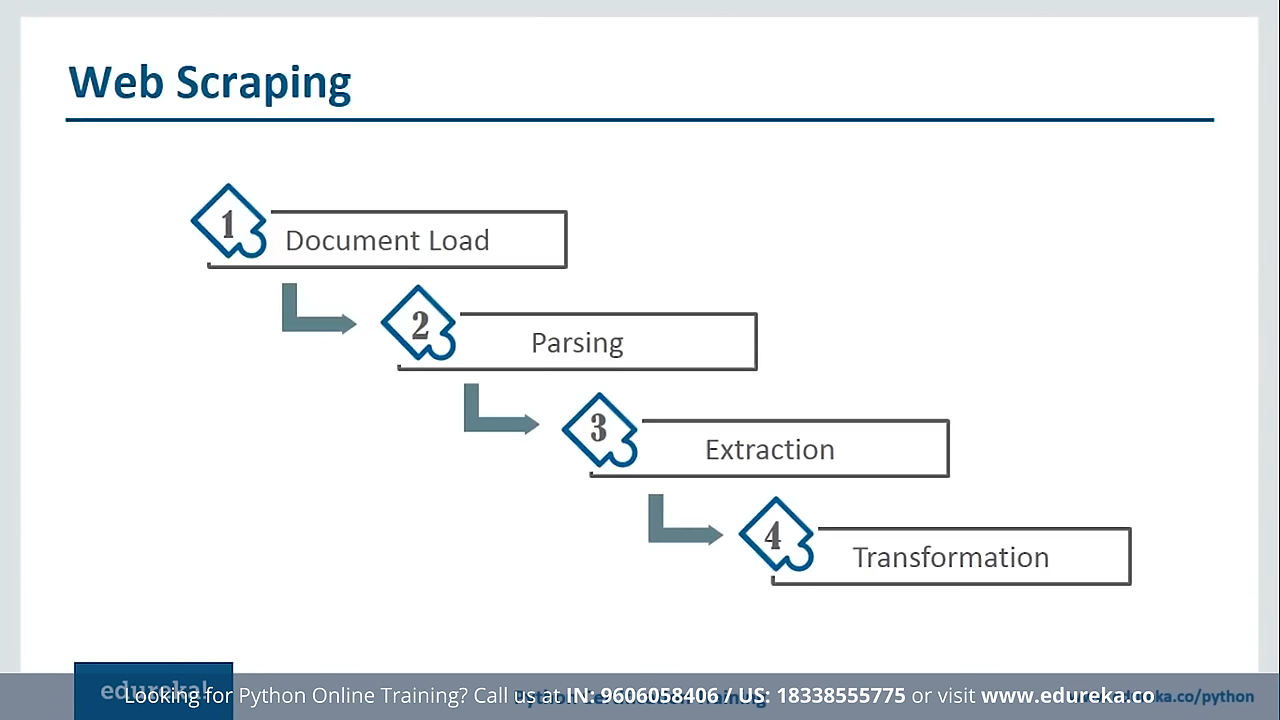 Web Scraping
1
Document Load
2
Parsing
3
Extraction
4
Transformation
edureka!
Looking for Python Online Training? Call us at IN: 9606058406 / US: 18338555775 or visit www.edureka.co